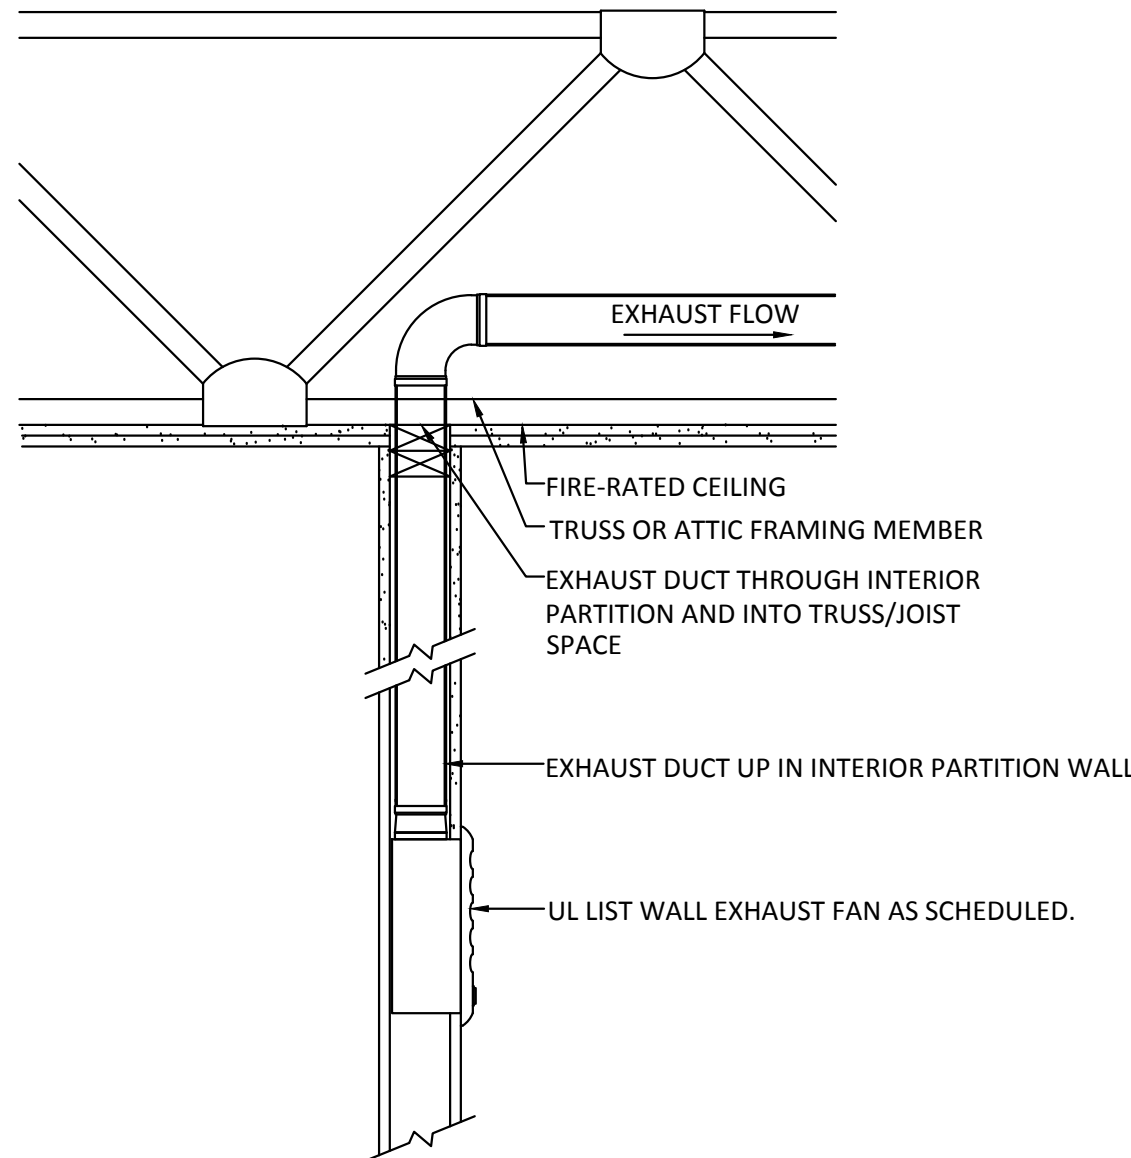 EXHAUST FLOW
FIRE-RATED CEILING
TRUSS OR ATTIC FRAMING MEMBER
EXHAUST DUCT THROUGH INTERIOR
PARTITION AND INTO TRUSS/JOIST
SPACE
EXHAUST DUCT UP IN INTERIOR PARTITION WALL
UL LIST WALL EXHAUST FAN AS SCHEDULED.